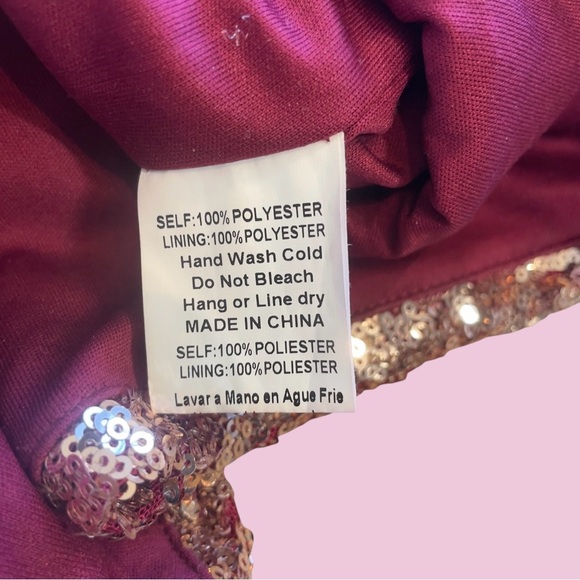 SELF:100% POLYESTER
LINING:100% POLYESTER
Hand Wash Cold
Do Not Bleach
Hang or Line dry
MADE IN CHINA
SELF:100% POLIESTER
LINING:100% POLIESTER
Lavar a Mano en Ague Frie